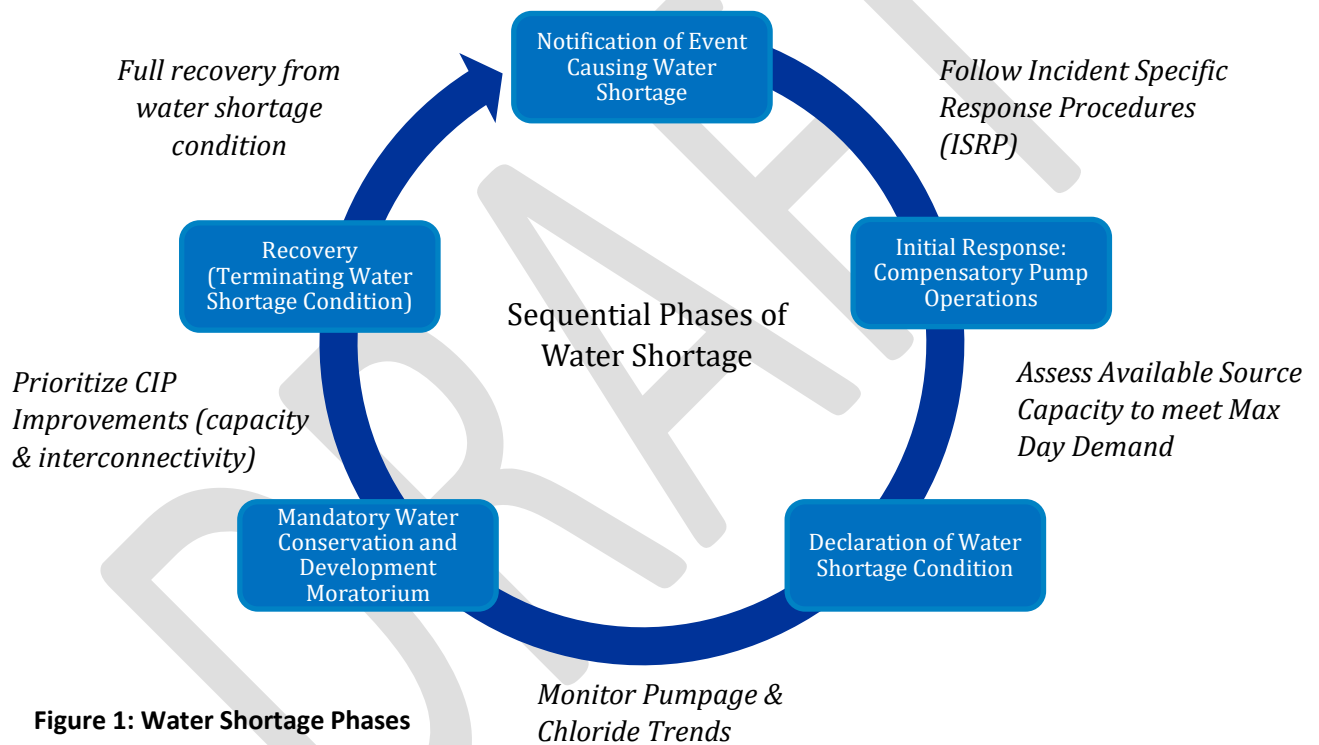 Notification of Event
Causing Water
Shortage
Follow Incident Specific
Response Procedures
(ISRP)
Initial Response:
Compensatory Pump
Operations
Assess Available Source
Capacity to meet Max
Day Demand
Declaration of Water
Shortage Condition
Monitor Pumpage &
Chloride Trends
Mandatory Water
Conservation and
Development
Moratorium
Prioritize CIP
Improvements (capacity
& interconnectivity)
Recovery
(Terminating Water
Shortage Condition)
Full recovery from
water shortage
condition
Sequential Phases of
Water Shortage
Figure 1: Water Shortage Phases
DRAFT